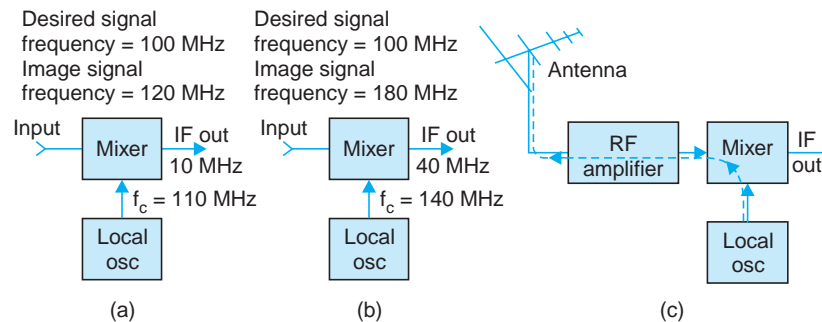 Desired signal
frequency = 100 MHz
Image signal
frequency = 120 MHz
Input
Mixer
IF out
10 MHz
f_c = 110 MHz
Local
osc
(a)
Desired signal
frequency = 100 MHz
Image signal
frequency = 180 MHz
Input
Mixer
IF out
40 MHz
f_c = 140 MHz
Local
osc
(b)
Antenna
RF
amplifier
Mixer
IF
out
Local
osc
(c)